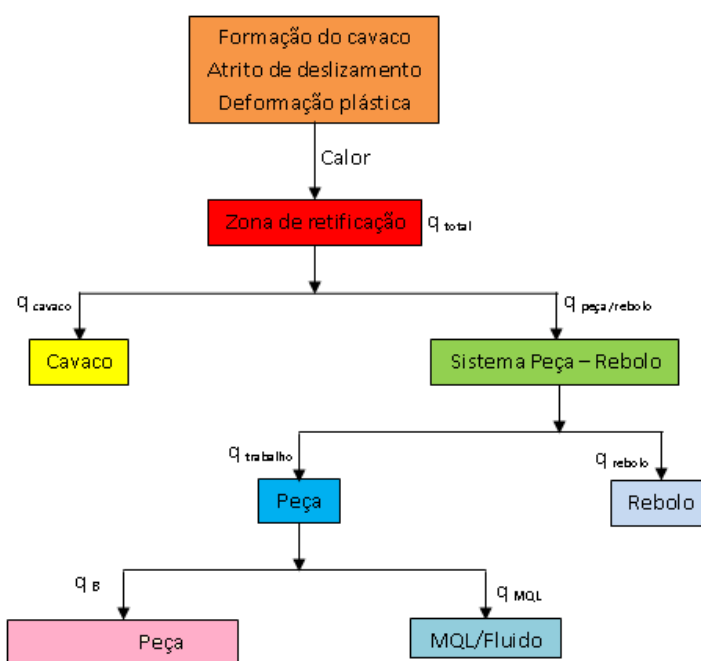 Formação do cavaco
Atrito de deslizamento
Deformação plástica
Calor
Zona de retificação
q total
q cavaco
q peça/rebolo
Cavaco
Sistema Peça – Rebolo
q trabalho
q rebolo
Peça
Rebolo
q B
q MQL
Peça
MQL/Fluido